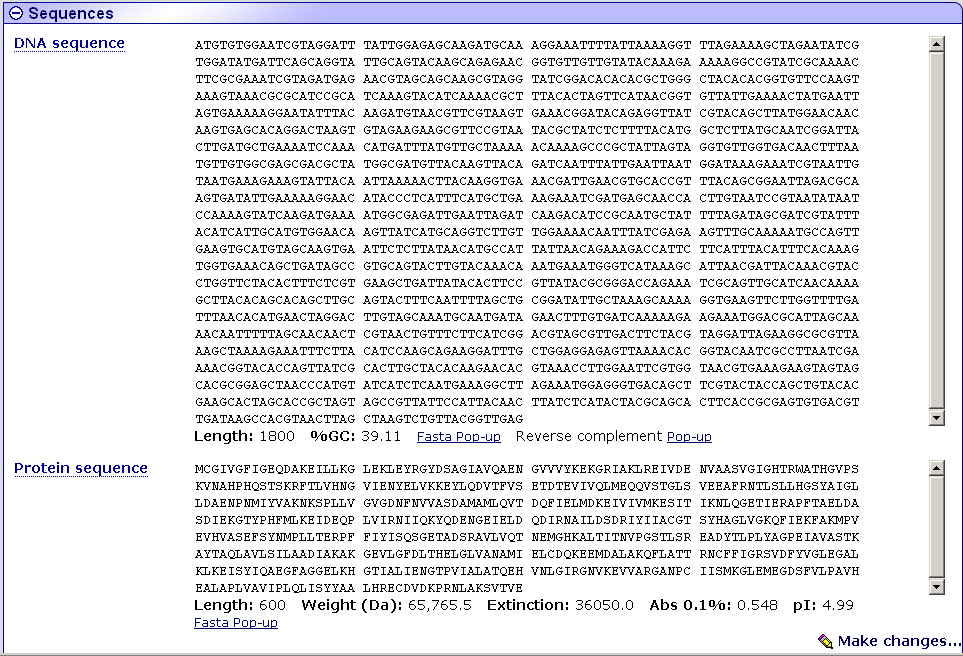 Sequences
DNA sequence
ATGTGTGGAATCGTAGGATT TATTGGAGAGCAAGATGCAA AGGAAATTTTATTAAAAGGT TTAGAAAAGCTAGAATATCG
TGGATATGATTCAGCAGGTA TTGCAGTACAAGCAGAGAAC GGTGTTGTTGTATACAAAGA AAAAGGCCGTATCGCAAAAC
TTCGCGAAATCGTAGATGAG AACGTAGCAGCAAGCGTAGG TATCGGACACACACGCTGGG CTACACACGGTGTTCCAAGT
AAAGTAAACGCGCATCCGCA TCAAAGTACATCAAAACGCT TTACACTAGTTCATAACGGT GTTATTGAAAACTATGAATT
AGTGAAAAAGGAATATTTAC AAGATGTAACGTTCGTAAGT GAAACGGATACAGAGGTTAT CGTACAGCTTATGGAACAAC
AAGTGAGCACAGGACTAAGT GTAGAAGAAGCGTTCCGTAA TACGCTATCTCTTTTACATG GCTCTTATGCAATCGGATTA
CTTGATGCTGAAAATCCAAA CATGATTTATGTTGCTAAAA ACAAAAGCCCGCTATTAGTA GGTGTTGGTGACAACTTTAA
TGTTGTGGCGAGCGACGCTA TGGCGATGTTACAAGTTACA GATCAATTTATTGAATTAAT GGATAAAGAAATCGTAATTG
TAATGAAAGAAAGTATTACA ATTAAAAACTTACAAGGTGA AACGATTGAACGTGCACCGT TTACAGCGGAATTAGACGCA
AGTGATATTGAAAAAGGAAC ATACCCTCATTTCATGCTGA AAGAAATCGATGAGCAACCA CTTGTAATCCGTAATATAAT
CCAAAAGTATCAAGATGAAA ATGGCGAGATTGAATTAGAT CAAGACATCCGCAATGCTAT TTTAGATAGCGATCGTATTT
ACATCATTGCATGTGGAACA AGTTATCATGCAGGTCTTGT TGGAAAACAATTTATCGAGA AGTTTGCAAAAATGCCAGTT
GAAGTGCATGTAGCAAGTGA ATTCTCTTATAACATGCCAT TATTAACAGAAAGACCATTC TTCATTTACATTTCACAAAG
TGGTGAAACAGCTGATAGCC GTGCAGTACTTGTACAAACA AATGAAATGGGTCATAAAGC ATTAACGATTACAAACGTAC
CTGGTTCTACACTTTCTCGT GAAGCTGATTATACACTTCC GTTATACGCGGGACCAGAAA TCGCAGTTGCATCAACAAAA
GCTTACACAGCACAGCTTGC AGTACTTTCAATTTTAGCTG CGGATATTGCTAAAGCAAAA GGTGAAGTTCTTGGTTTTGA
TTTAACACATGAACTAGGAC TTGTAGCAAATGCAATGATA GAACTTTGTGATCAAAAAGA AGAAATGGACGCATTAGCAA
AACAATTTTTAGCAACAACT CGTAACTGTTTCTTCATCGG ACGTAGCGTTGACTTCTACG TAGGATTAGAAGGCGCGTTA
AAGCTAAAAGAAATTTCTTA CATCCAAGCAGAAGGATTTG CTGGAGGAGAGTTAAAACAC GGTACAATCGCCTTAATCGA
AAACGGTACACCAGTTATCG CACTTGCTACACAAGAACAC GTAAACCTTGGAATTCGTGG TAACGTGAAAGAAGTAGTAG
CACGCGGAGCTAACCCATGT ATCATCTCAATGAAAGGCTT AGAAATGGAGGGTGACAGCT TCGTACTACCAGCTGTACAC
GAAGCACTAGCACCGCTAGT AGCCGTTATTCCATTACAAC TTATCTCATACTACGCAGCA CTTCACCGCGAGTGTGACGT
TGATAAGCCACGTAACTTAG CTAAGTCTGTTACGGTTGAG
Length: 1800 %GC: 39.11 Fasta Pop-up Reverse complement Pop-up
Protein sequence
MCGIVGFIGEQDAKEILLKG LEKLEYRGYDSAGIAVQAEN GVVVYKEKGRIAKLREIVDE NVAASVGIGHTRWATHGVPS
KVNAHPHQSTSKRFTLVHNG VIENYELVKKEYLQDVTFVS ETDTEVIVQLMEQQVSTGLS VEEAFRNTLSLLHGSYAIGL
LDAENPNMIYVAKNKSPLLV GVGDNFNVVASDAMAMLQVT DQFIELMDKEIVIVMKESIT IKNLQGETIERAPFTAELDA
SDIEKGTYPHFMLKEIDEQP LVIRNIIQKYQDENGEIELD QDIRNAILDSDRIYIIACGT SYHAGLVGKQFIEKFAKMPV
EVHVASEFSYNMPLLTERPF FIYISQSGETADSRAVLVQT NEMGHKALTITNVPGSTLSR EADYTLPLYAGPEIAVASTK
AYTAQLAVLSILAADIAKAK GEVLGFDLTHELGLVANAMI ELCDQKEEMDALAKQFLATT RNCFFIGRSVDFYVGLEGAL
KLKEISYIQAEGFAGGELKH GTIALIENGTPVIALATQEH VNLGIRGNVKEVVARGANPC IISMKGLEMEGDSFVLPAVH
EALAPLVAVIPLQLISYYAA LHRECDVDKPRNLAKSVTVE
Length: 600 Weight (Da): 65,765.5 Extinction: 36050.0 Abs 0.1%: 0.548 pI: 4.99
Fasta Pop-up
Make changes...